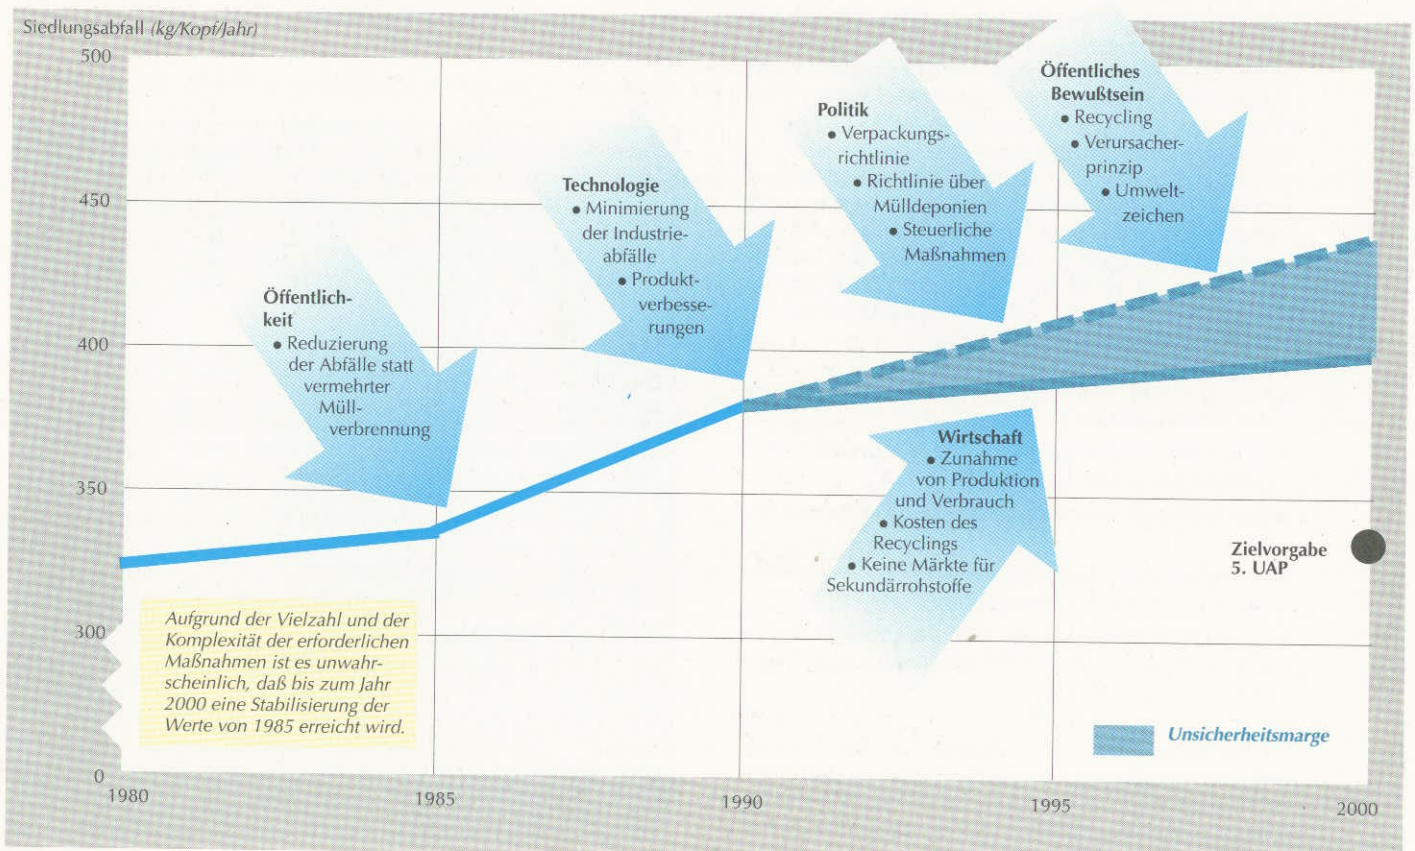 Siedlungsabfall (kg/Kopf/Jahr)
500
450
400
350
300
0
1980
1985
1990
1995
2000
Öffentlich-
keit
• Reduzierung
der Abfälle statt
vermehrter
Müll-
verbrennung
Technologie
• Minimierung
der Industrie-
abfälle
• Produkt-
verbesse-
rungen
Politik
• Verpackungs-
richtlinie
• Richtlinie über
Mülldeponien
• Steuerliche
Maßnahmen
Öffentliches
Bewußtsein
• Recycling
• Verursacher-
prinzip
• Umwelt-
zeichen
Wirtschaft
• Zunahme
von Produktion
und Verbrauch
• Kosten des
Recyclings
• Keine Märkte für
Sekundärrohstoffe
Zielvorgabe
5. UAP
Aufgrund der Vielzahl und der
Komplexität der erforderlichen
Maßnahmen ist es unwahr-
scheinlich, daß bis zum Jahr
2000 eine Stabilisierung der
Werte von 1985 erreicht wird.
Unsicherheitsmarge